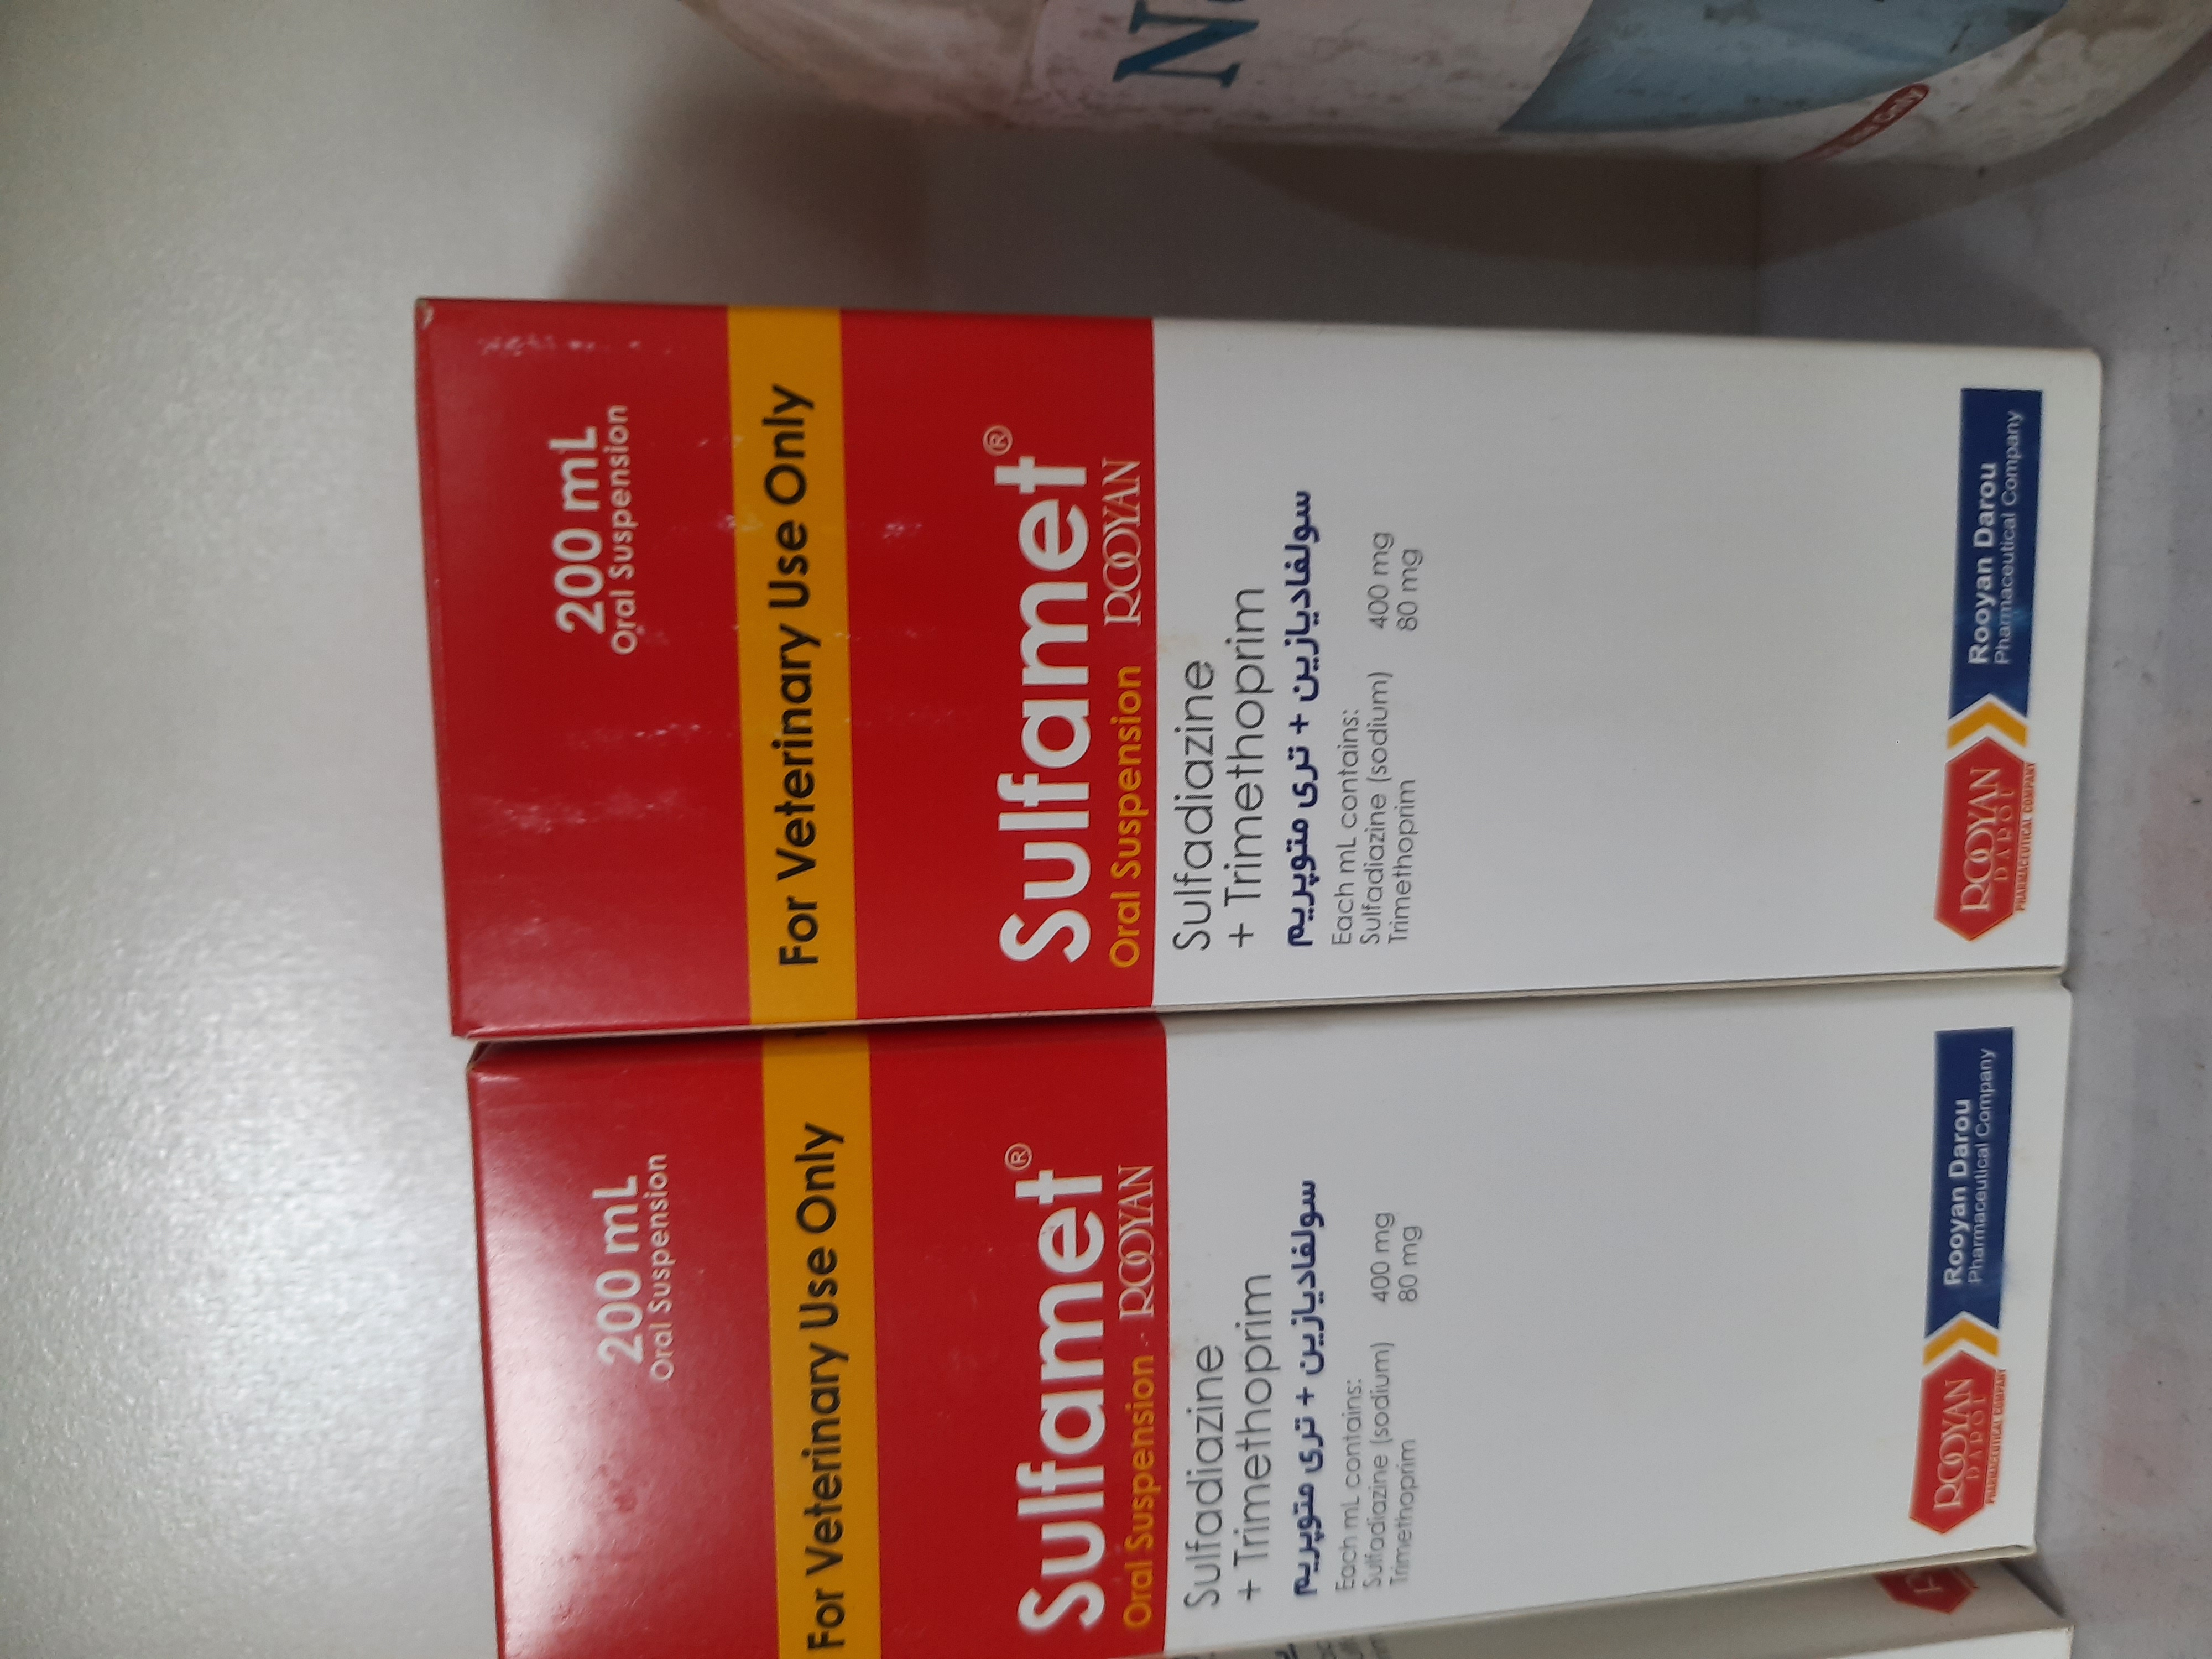 200 mL
Oral Suspension
For Veterinary Use Only
Sulfamet®
Oral Suspension ROOYAN
Sulfadiazine
+ Trimethoprim
سولفادیازین + تری متوپریم
Each mL contains:
Sulfadiazine (sodium) 400 mg
Trimethoprim 80 mg
ROOYAN
DAROU
PHARMACEUTICAL COMPANY
Rooyan Darou
Pharmaceutical Company
200 mL
Oral Suspension
For Veterinary Use Only
Sulfamet®
Oral Suspension ROOYAN
Sulfadiazine
+ Trimethoprim
سولفادیازین + تری متوپریم
Each mL contains:
Sulfadiazine (sodium) 400 mg
Trimethoprim 80 mg
ROOYAN
DAROU
PHARMACEUTICAL COMPANY
Rooyan Darou
Pharmaceutical Company
Only